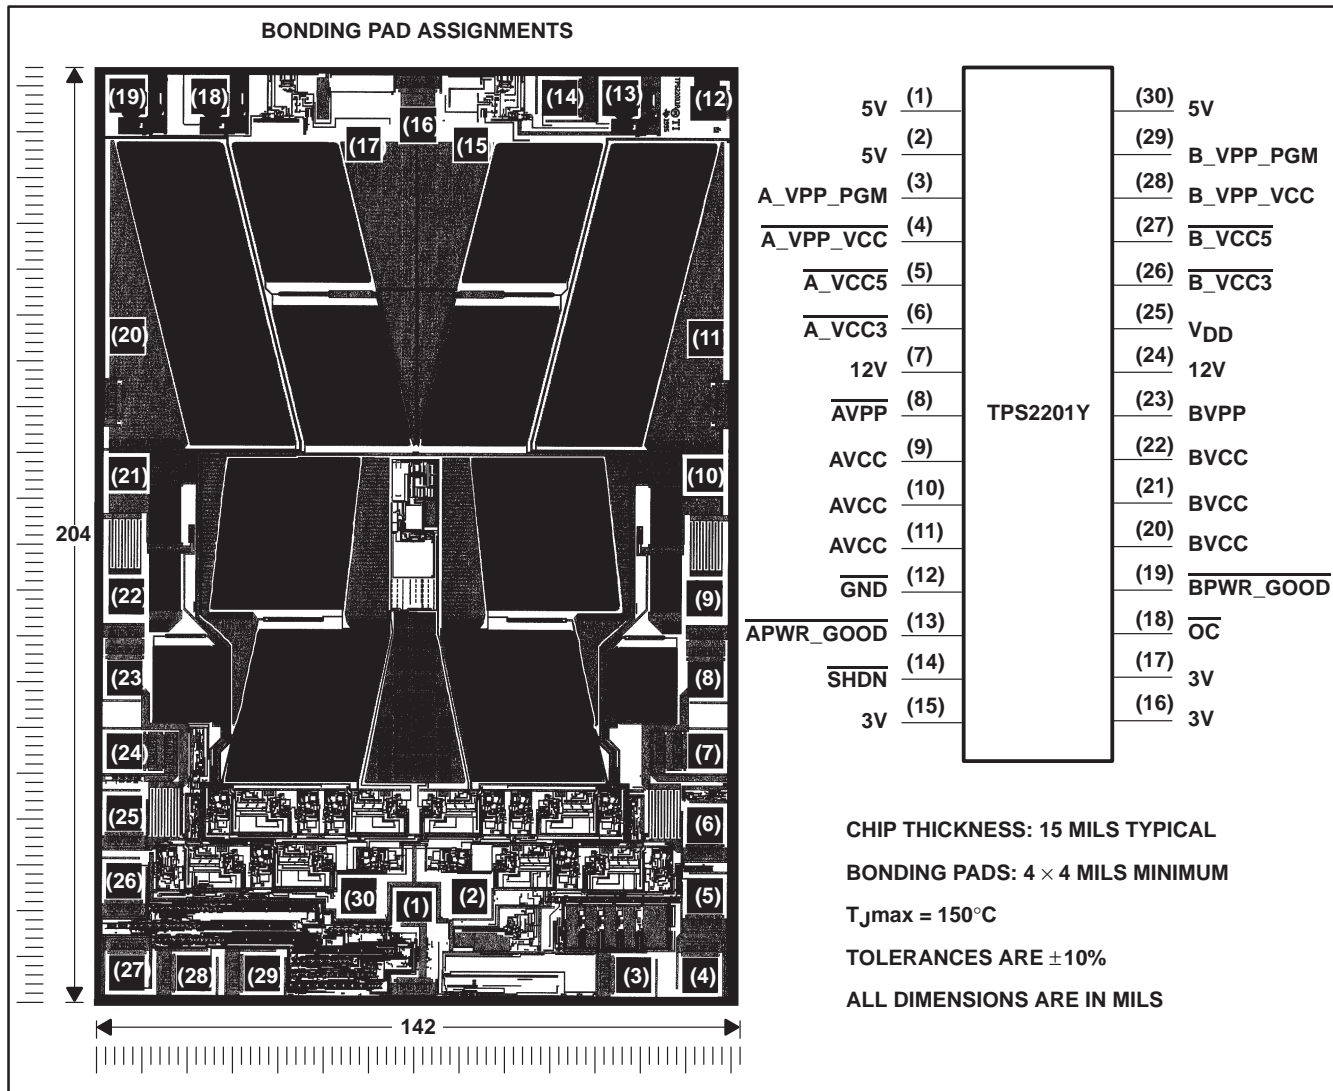 BONDING PAD ASSIGNMENTS
(19)
(18)
(17)
(16)
(15)
(14)
(13)
(12)
(20)
(11)
(21)
(10)
204
(22)
(9)
(23)
(8)
(24)
(7)
(25)
(6)
(26)
(5)
(30)
(1)
(2)
(27)
(28)
(29)
(3)
(4)
142
5V (1)
5V (2)
A_VPP_PGM (3)
A_VPP_VCC (4)
A_VCC5 (5)
A_VCC3 (6)
12V (7)
AVPP (8)
AVCC (9)
AVCC (10)
AVCC (11)
GND (12)
APWR_GOOD (13)
SHDN (14)
3V (15)
TPS2201Y
(30) 5V
(29) B_VPP_PGM
(28) B_VPP_VCC
(27) B_VCC5
(26) B_VCC3
(25) VDD
(24) 12V
(23) BVPP
(22) BVCC
(21) BVCC
(20) BVCC
(19) BPWR_GOOD
(18) OC
(17) 3V
(16) 3V
CHIP THICKNESS: 15 MILS TYPICAL
BONDING PADS: 4 × 4 MILS MINIMUM
TJmax = 150°C
TOLERANCES ARE ±10%
ALL DIMENSIONS ARE IN MILS